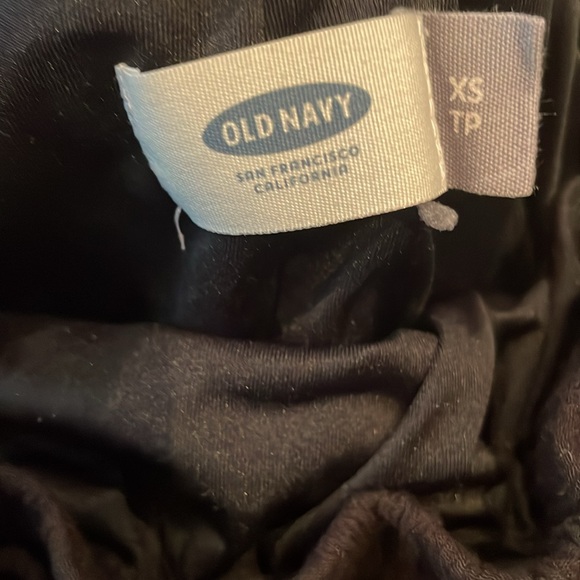 OLD NAVY
SAN FRANCISCO
CALIFORNIA
XS
TP